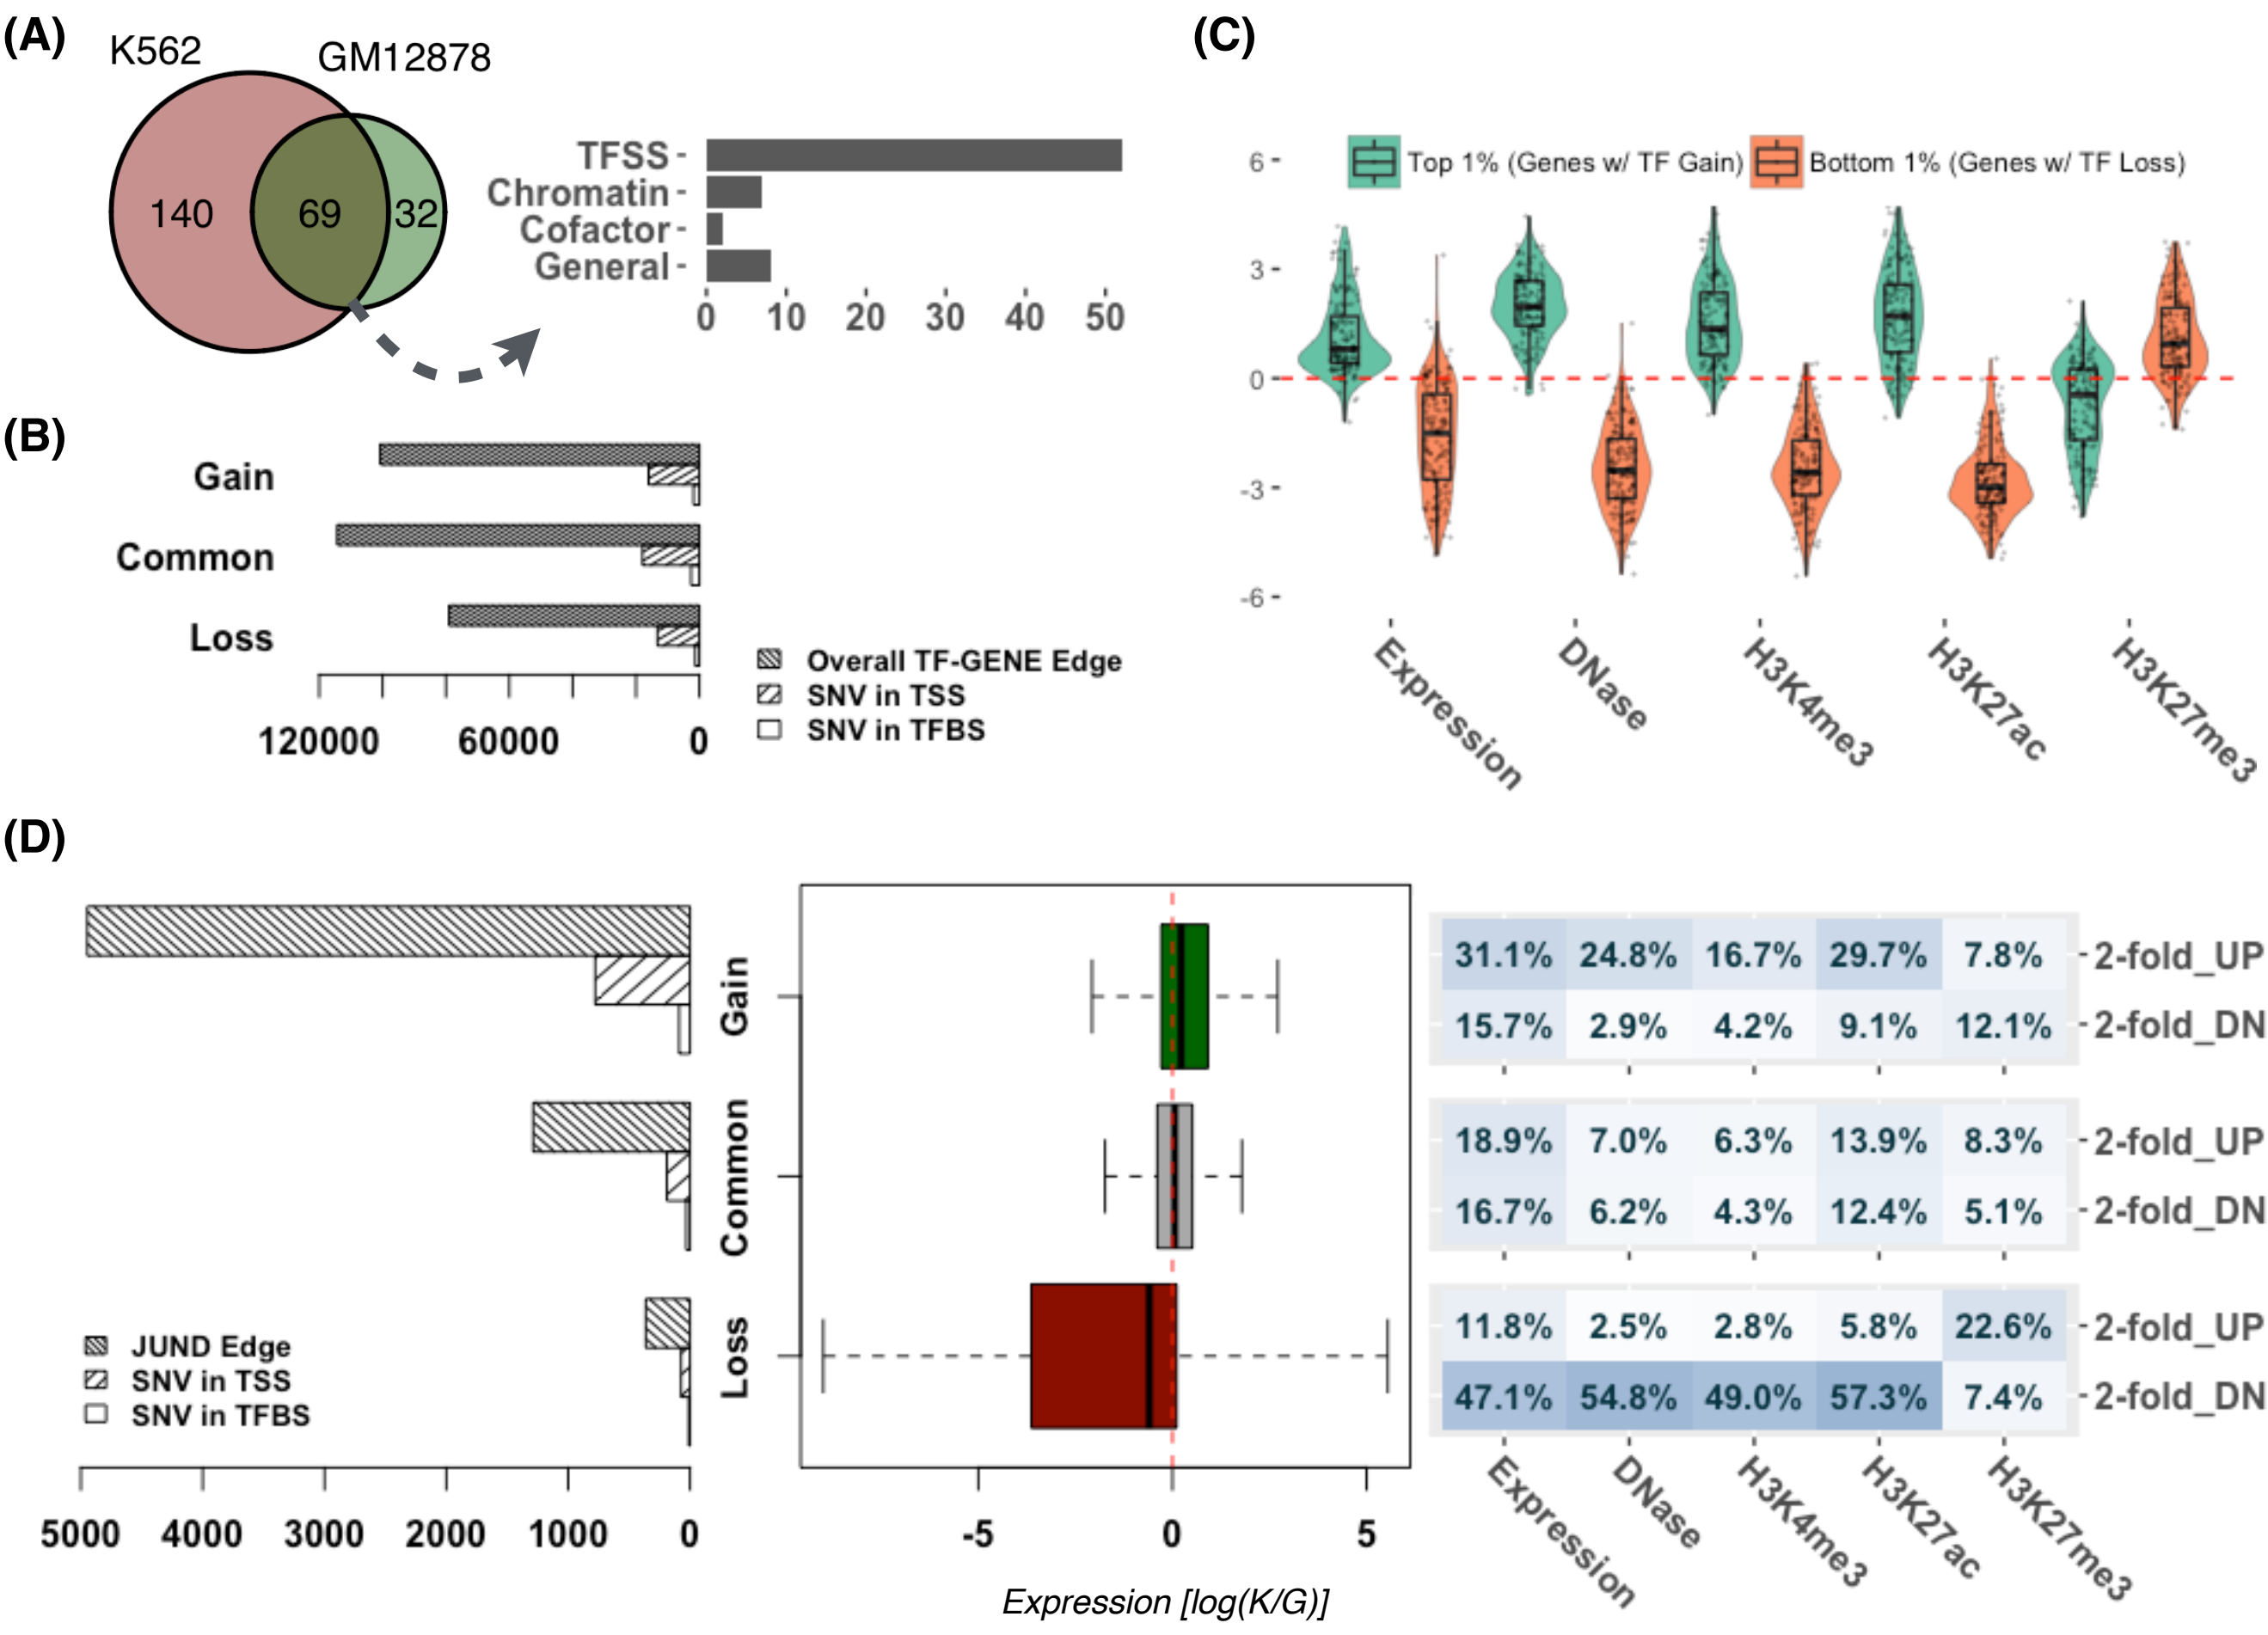 (A)
K562
GM12878
140
69
32
TFSS
Chromatin
Cofactor
General
0 10 20 30 40 50
(B)
Gain
Common
Loss
120000 60000 0
Overall TF-GENE Edge
SNV in TSS
SNV in TFBS
(C)
Top 1% (Genes w/ TF Gain)
Bottom 1% (Genes w/ TF Loss)
6
3
0
-3
-6
Expression
DNase
H3K4me3
H3K27ac
H3K27me3
(D)
JUND Edge
SNV in TSS
SNV in TFBS
5000 4000 3000 2000 1000 0
Gain
Common
Loss
-5 0 5
Expression [log(K/G)]
31.1% 24.8% 16.7% 29.7% 7.8% 2-fold_UP
15.7% 2.9% 4.2% 9.1% 12.1% 2-fold_DN
18.9% 7.0% 6.3% 13.9% 8.3% 2-fold_UP
16.7% 6.2% 4.3% 12.4% 5.1% 2-fold_DN
11.8% 2.5% 2.8% 5.8% 22.6% 2-fold_UP
47.1% 54.8% 49.0% 57.3% 7.4% 2-fold_DN
Expression
DNase
H3K4me3
H3K27ac
H3K27me3